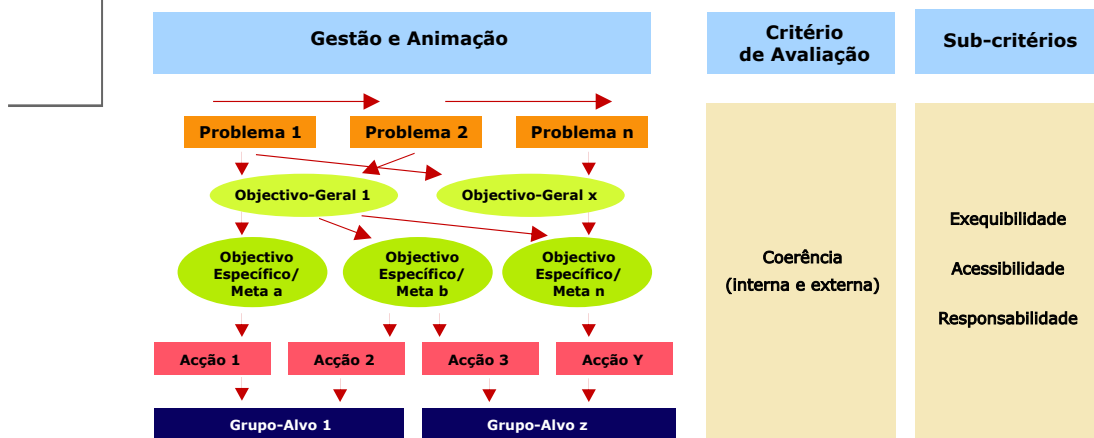 Gestão e Animação
Critério
de Avaliação
Sub-critérios
Problema 1
Problema 2
Problema n
Objectivo-Geral 1
Objectivo-Geral x
Objectivo
Específico/
Meta a
Objectivo
Específico/
Meta b
Objectivo
Específico/
Meta n
Acção 1
Acção 2
Acção 3
Acção Y
Grupo-Alvo 1
Grupo-Alvo z
Coerência
(interna e externa)
Exequibilidade
Acessibilidade
Responsabilidade